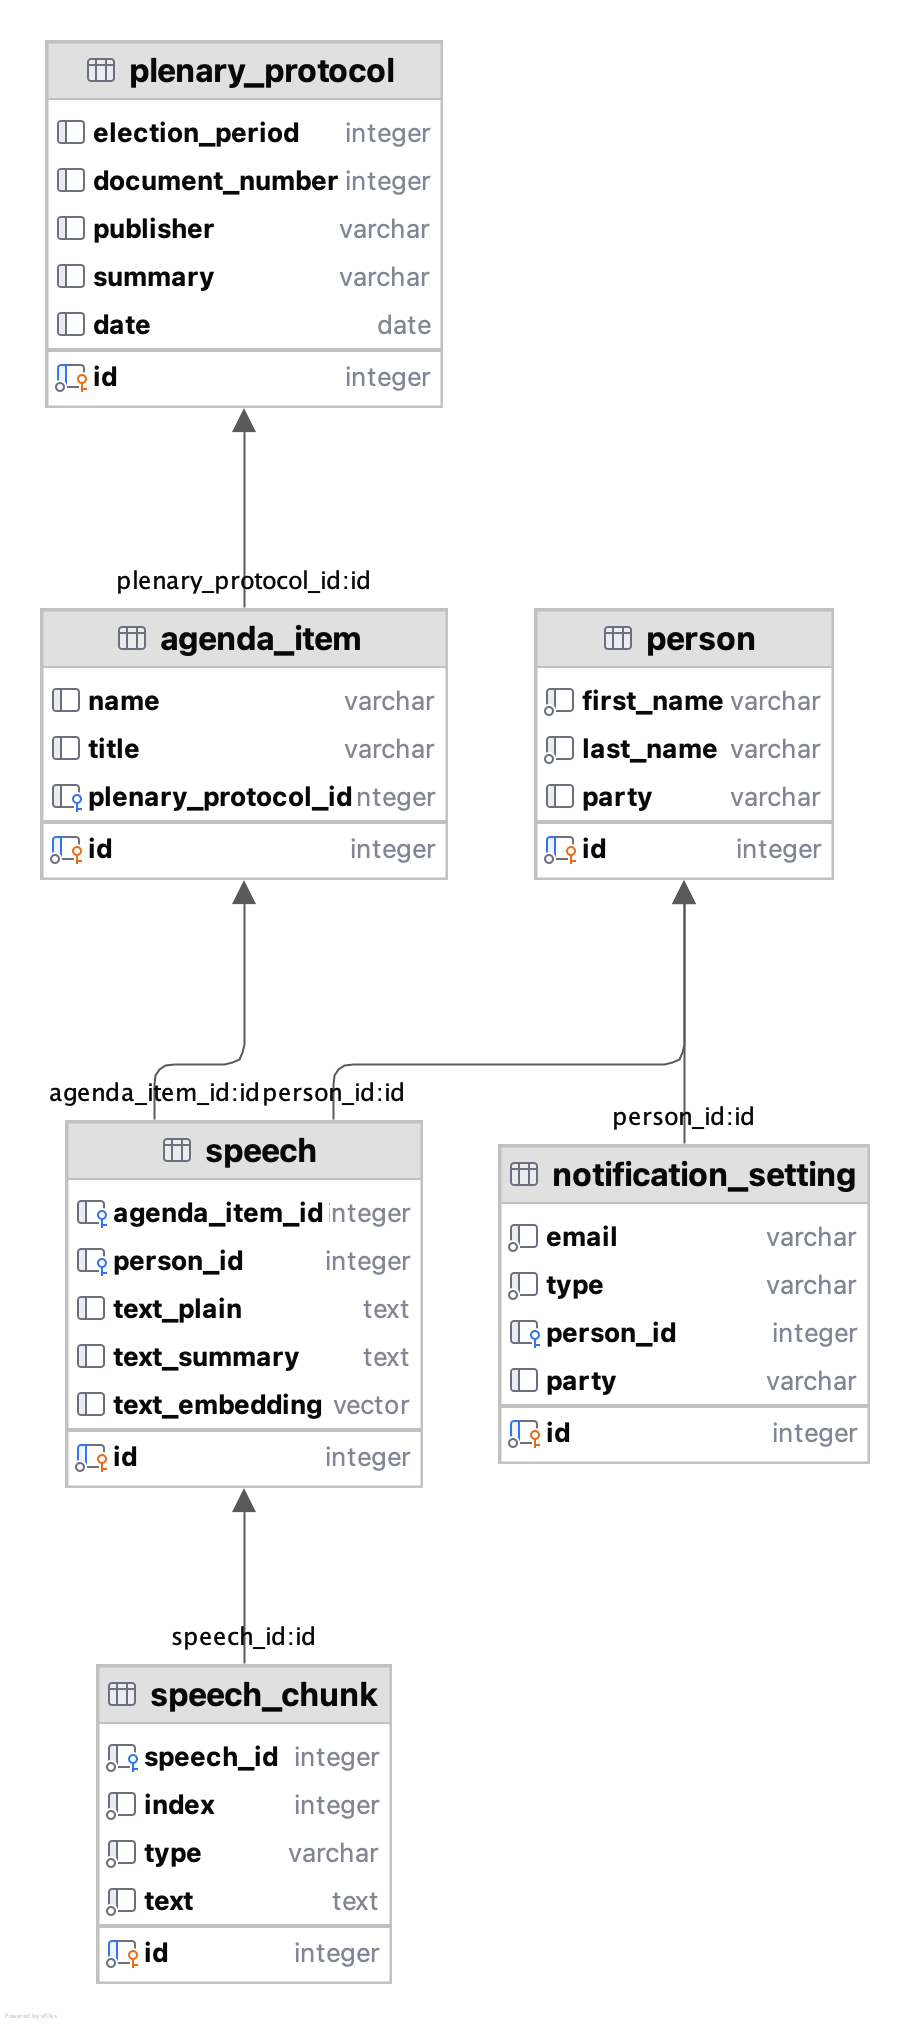 plenary_protocol
election_period integer
document_number integer
publisher varchar
summary varchar
date date
id integer
plenary_protocol_id:id
agenda_item
name varchar
title varchar
plenary_protocol_id nteger
id integer
person
first_name varchar
last_name varchar
party varchar
id integer
agenda_item_id:id
person_id:id
speech
agenda_item_id integer
person_id integer
text_plain text
text_summary text
text_embedding vector
id integer
person_id:id
notification_setting
email varchar
type varchar
person_id integer
party varchar
id integer
speech_id:id
speech_chunk
speech_id integer
index integer
type varchar
text text
id integer
Powered by yFiles